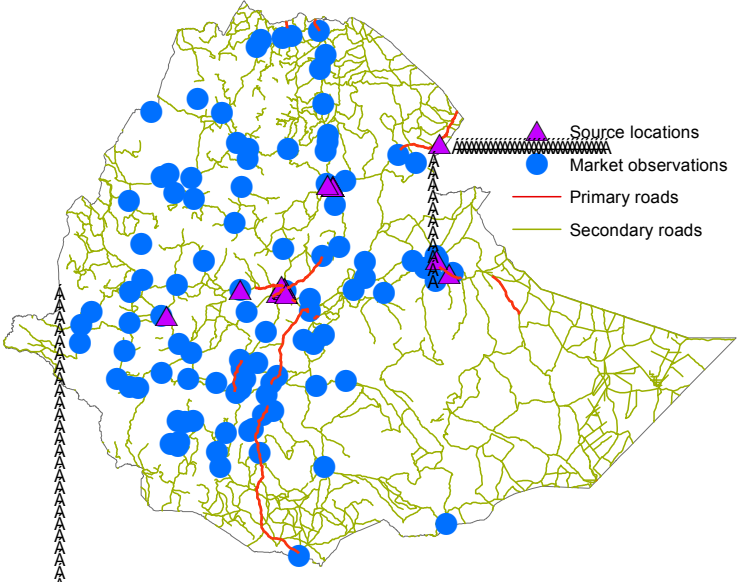 Source locations
Market observations
Primary roads
Secondary roads